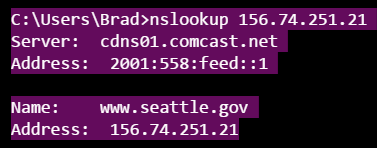 C:\Users\Brad>nslookup 156.74.251.21
Server:  cdns01.comcast.net
Address:  2001:558:feed::1
Name:    www.seattle.gov
Address:  156.74.251.21